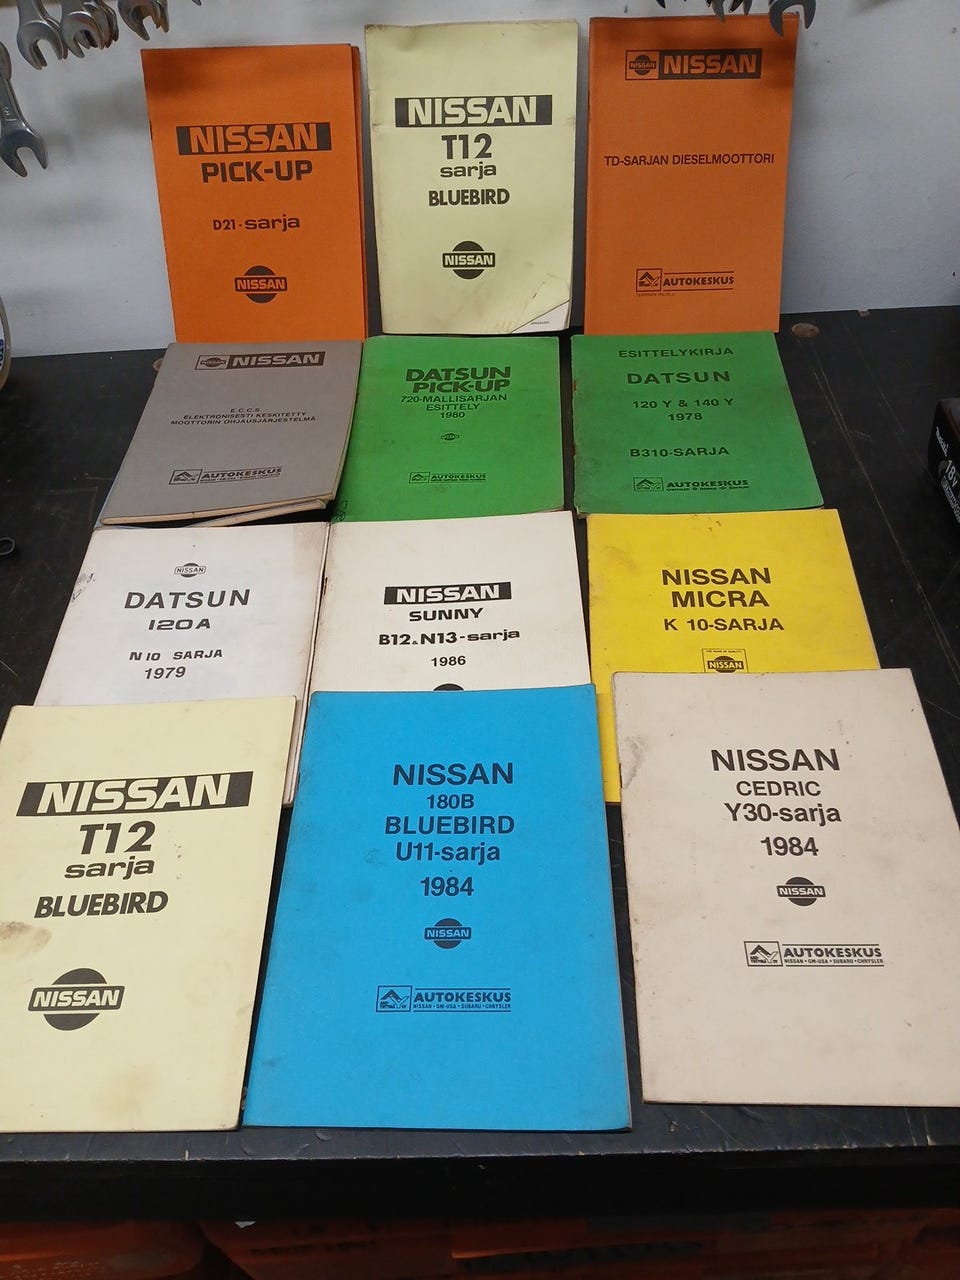 NISSAN
PICK-UP
D21-sarja
NISSAN
NISSAN
T12
sarja
BLUEBIRD
NISSAN
NISSAN NISSAN
TD-SARJAN DIESELMOOTTORI
AUTOKESKUS
NISSAN NISSAN
E.C.C.S.
ELEKTRONISESTI KESKITETTY
MOOTTORIN OHJAUSJÄRJESTELMÄ
AUTOKESKUS
DATSUN
PICK-UP
720-MALLISARJAN
ESITTELY
1980
AUTOKESKUS
ESITTELYKIRJA
DATSUN
120 Y & 140 Y
1978
B310-SARJA
AUTOKESKUS
NISSAN
DATSUN
120A
N10 SARJA
1979
NISSAN
SUNNY
B12 & N13-sarja
1986
NISSAN
MICRA
K 10-SARJA
NISSAN
NISSAN
T12
sarja
BLUEBIRD
NISSAN
NISSAN
180B
BLUEBIRD
U11-sarja
1984
NISSAN
AUTOKESKUS
NISSAN • GM-USA • SUBARU • CHRYSLER
NISSAN
CEDRIC
Y30-sarja
1984
NISSAN
AUTOKESKUS
NISSAN • GM-USA • SUBARU • CHRYSLER
18V